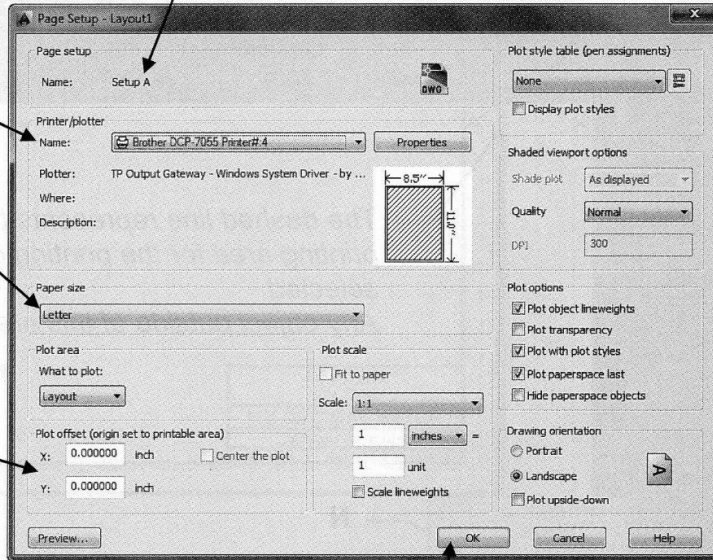 Page Setup - Layout1
Page setup
Name: Setup A
DWG
Printer/plotter
Name: Brother DCP-7055 Printer#:4
Properties
Plotter: TP Output Gateway - Windows System Driver - by ...
Where:
Description:
8.5″
11.0″
Paper size
Letter
Plot area
What to plot:
Layout
Plot scale
Fit to paper
Scale: 1:1
1 inches =
1 unit
Scale lineweights
Plot offset (origin set to printable area)
X: 0.000000 inch
Center the plot
Y: 0.000000 inch
Plot style table (pen assignments)
None
Display plot styles
Shaded viewport options
Shade plot As displayed
Quality Normal
DPI 300
Plot options
Plot object lineweights
Plot transparency
Plot with plot styles
Plot paperspace last
Hide paperspace objects
Drawing orientation
Portrait
Landscape
A
Plot upside-down
Preview...
OK
Cancel
Help